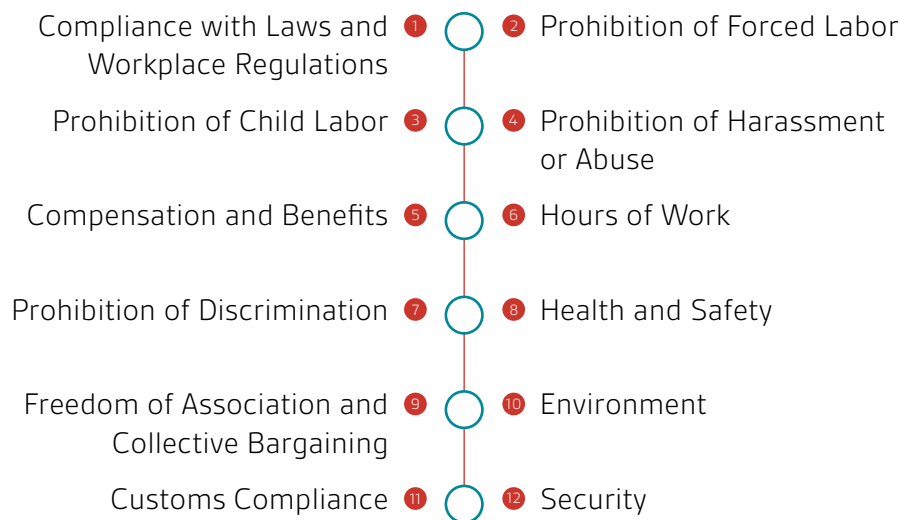 Compliance with Laws and 1
Workplace Regulations
2 Prohibition of Forced Labor
Prohibition of Child Labor 3
4 Prohibition of Harassment
or Abuse
Compensation and Benefits 5
6 Hours of Work
Prohibition of Discrimination 7
8 Health and Safety
Freedom of Association and 9
Collective Bargaining
10 Environment
Customs Compliance 11
12 Security